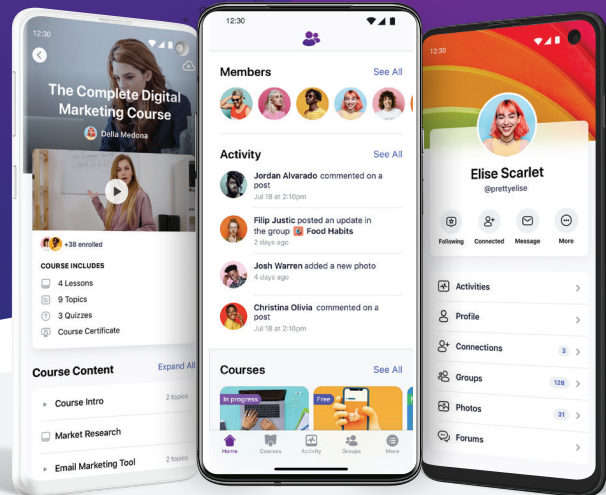 12:30
The Complete Digital
Marketing Course
Della Medona
+38 enrolled
COURSE INCLUDES
4 Lessons
9 Topics
3 Quizzes
Course Certificate
Course Content
Expand All
Course Intro
2 topics
Market Research
Email Marketing Tool
2 topics
12:30
Members
See All
Activity
See All
Jordan Alvarado commented on a
post
Jul 18 at 2:10pm
Filip Justic posted an update in
the group Food Habits
2 days ago
Josh Warren added a new photo
4 days ago
Christina Olivia commented on a
post
Jul 18 at 2:10pm
Courses
See All
In progress
Free
Home
Courses
Activity
Groups
More
12:30
Elise Scarlet
@prettyelise
Following
Connected
Message
More
Activities
Profile
Connections
3
Groups
128
Photos
31
Forums